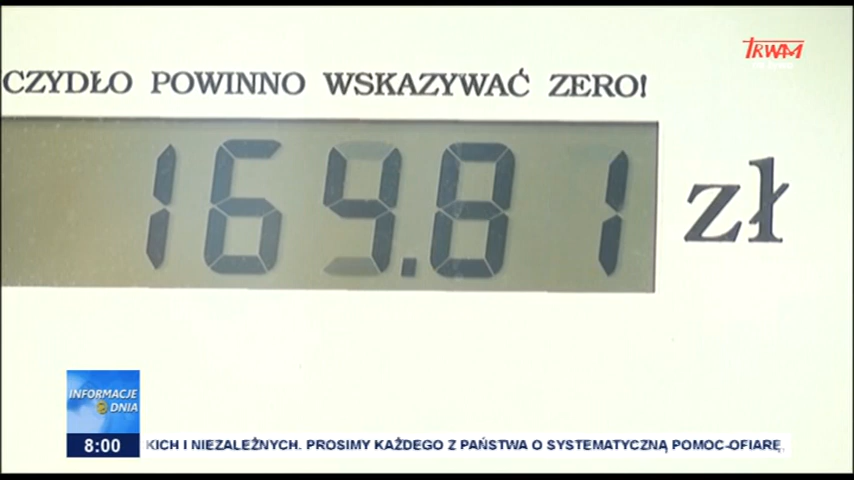 TRWAM
CZYDŁO POWINNO WSKAZYWAĆ ZERO!
164.81 zł
INFORMACJE
DNIA
8:00 KICH I NIEZALEŻNYCH. PROSIMY KAŻDEGO Z PAŃSTWA O SYSTEMATYCZNĄ POMOC-OFIARĘ.